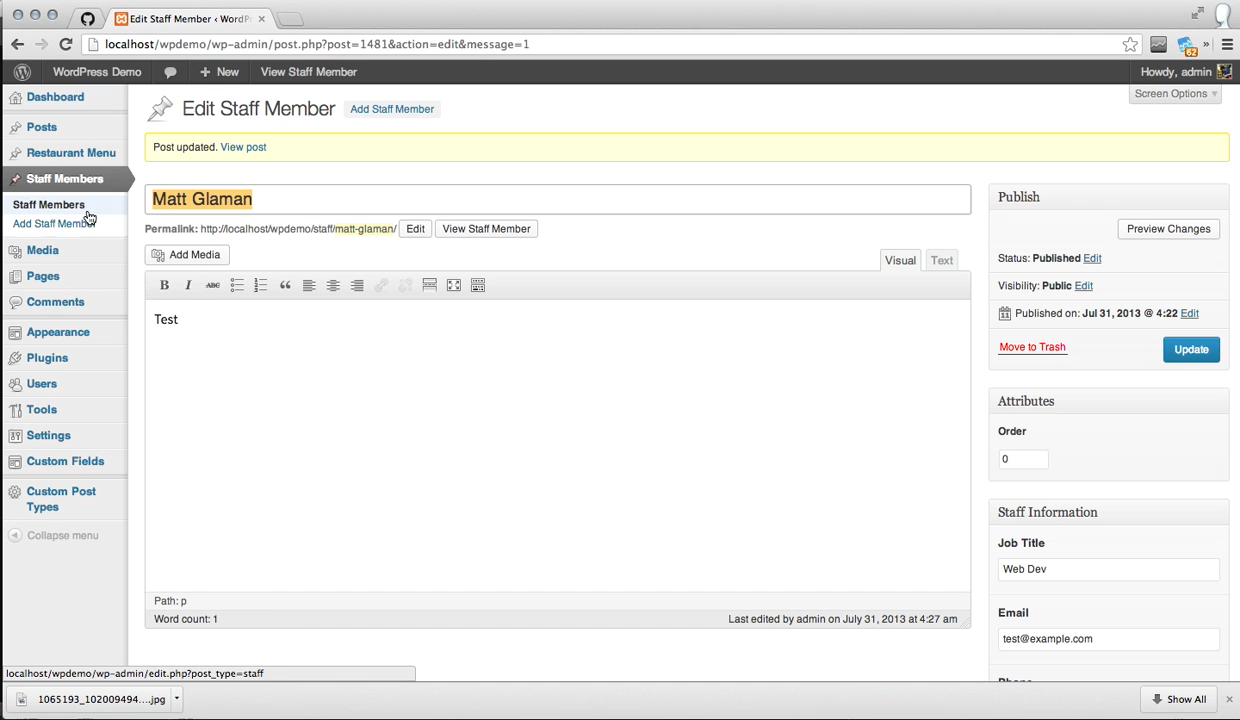 Edit Staff Member ‹ WordPr
localhost/wpdemo/wp-admin/post.php?post=1481&action=edit&message=1
62
WordPress Demo
+ New
View Staff Member
Howdy, admin
Dashboard
Posts
Restaurant Menu
Staff Members
Staff Members
Add Staff Member
Media
Pages
Comments
Appearance
Plugins
Users
Tools
Settings
Custom Fields
Custom Post
Types
Collapse menu
Screen Options
Edit Staff Member
Add Staff Member
Post updated. View post
Matt Glaman
Permalink: http://localhost/wpdemo/staff/matt-glaman/ Edit View Staff Member
Add Media
Visual Text
B I ABC
Test
Path: p
Word count: 1
Last edited by admin on July 31, 2013 at 4:27 am
Publish
Preview Changes
Status: Published Edit
Visibility: Public Edit
Published on: Jul 31, 2013 @ 4:22 Edit
Move to Trash
Update
Attributes
Order
0
Staff Information
Job Title
Web Dev
Email
test@example.com
Phone
localhost/wpdemo/wp-admin/edit.php?post_type=staff
1065193_102009494....jpg
Show All